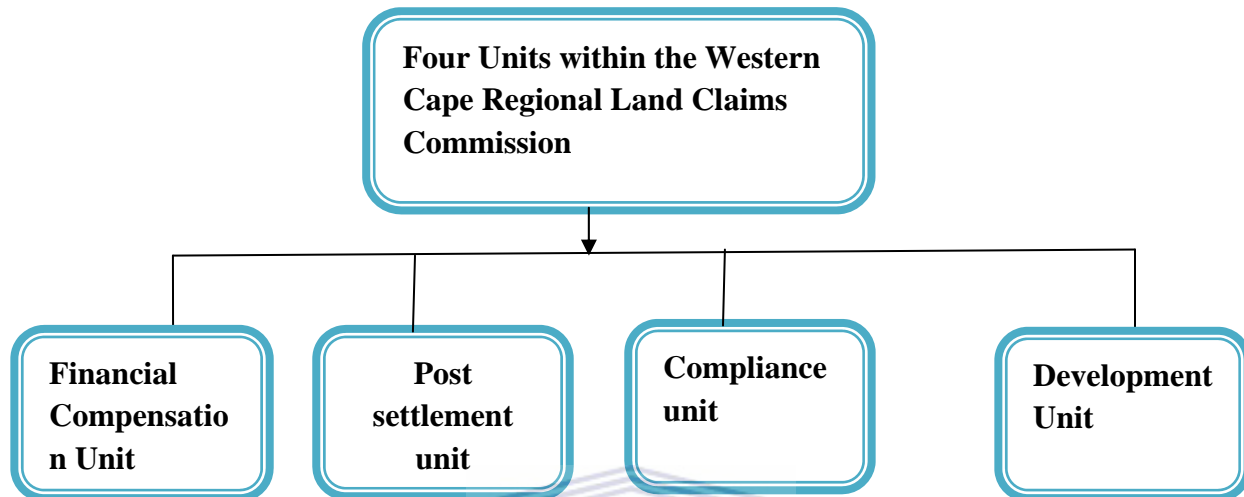 Four Units within the Western
Cape Regional Land Claims
Commission
Financial
Compensatio
n Unit
Post
settlement
unit
Compliance
unit
Development
Unit